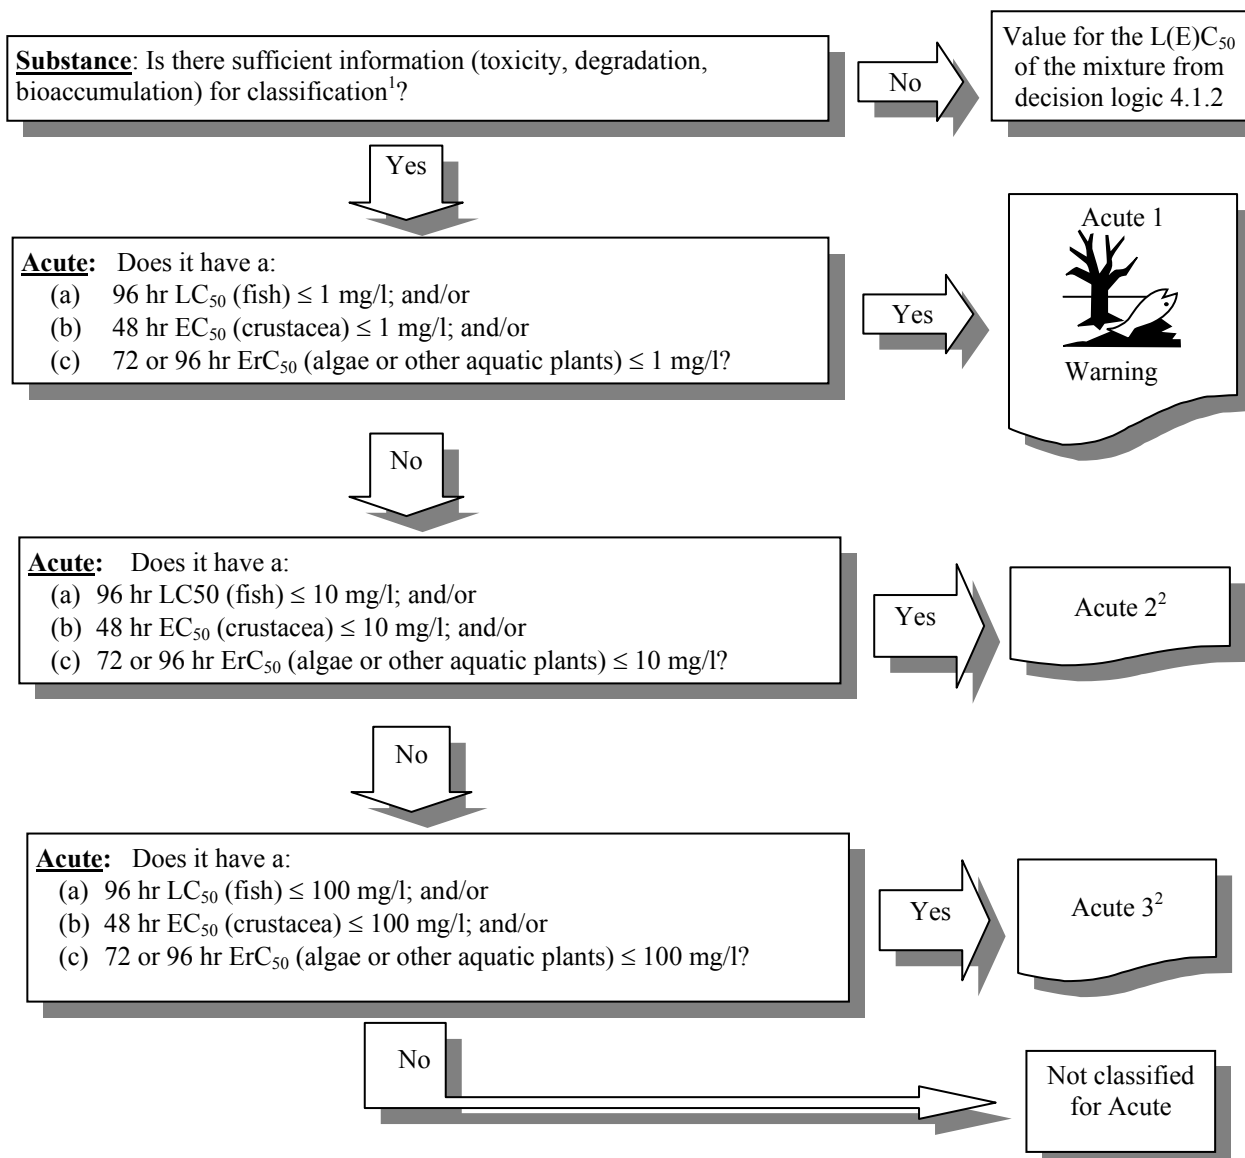 Substance: Is there sufficient information (toxicity, degradation,
bioaccumulation) for classification¹?
No
Value for the L(E)C₅₀
of the mixture from
decision logic 4.1.2
Yes
Acute: Does it have a:
(a) 96 hr LC₅₀ (fish) ≤ 1 mg/l; and/or
(b) 48 hr EC₅₀ (crustacea) ≤ 1 mg/l; and/or
(c) 72 or 96 hr ErC₅₀ (algae or other aquatic plants) ≤ 1 mg/l?
Yes
Acute 1
Warning
No
Acute: Does it have a:
(a) 96 hr LC50 (fish) ≤ 10 mg/l; and/or
(b) 48 hr EC₅₀ (crustacea) ≤ 10 mg/l; and/or
(c) 72 or 96 hr ErC₅₀ (algae or other aquatic plants) ≤ 10 mg/l?
Yes
Acute 2²
No
Acute: Does it have a:
(a) 96 hr LC₅₀ (fish) ≤ 100 mg/l; and/or
(b) 48 hr EC₅₀ (crustacea) ≤ 100 mg/l; and/or
(c) 72 or 96 hr ErC₅₀ (algae or other aquatic plants) ≤ 100 mg/l?
Yes
Acute 3²
No
Not classified
for Acute